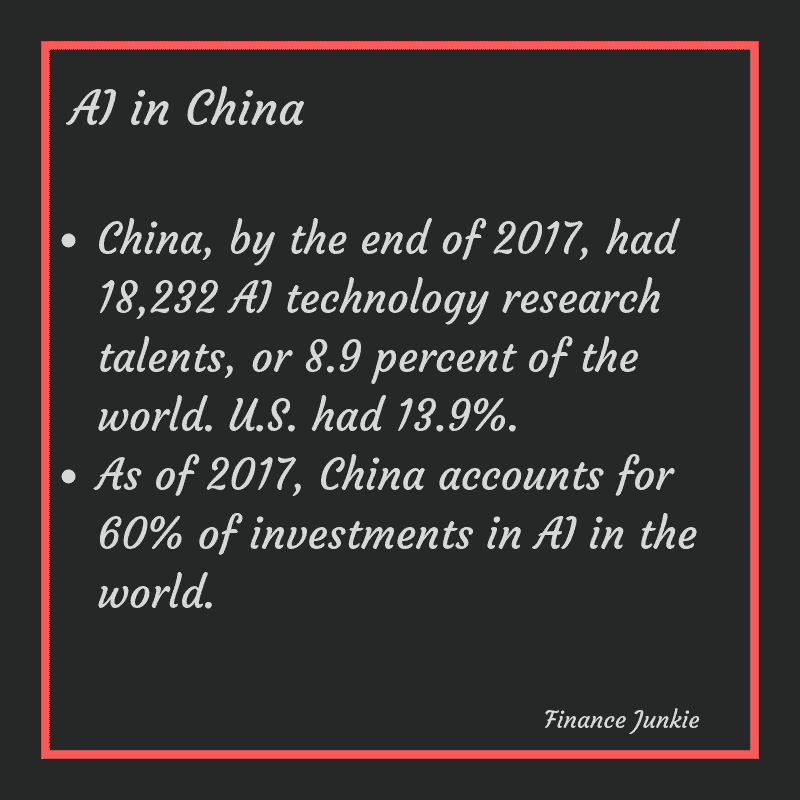 AI in China
• China, by the end of 2017, had
18,232 AI technology research
talents, or 8.9 percent of the
world. U.S. had 13.9%.
• As of 2017, China accounts for
60% of investments in AI in the
world.
Finance Junkie